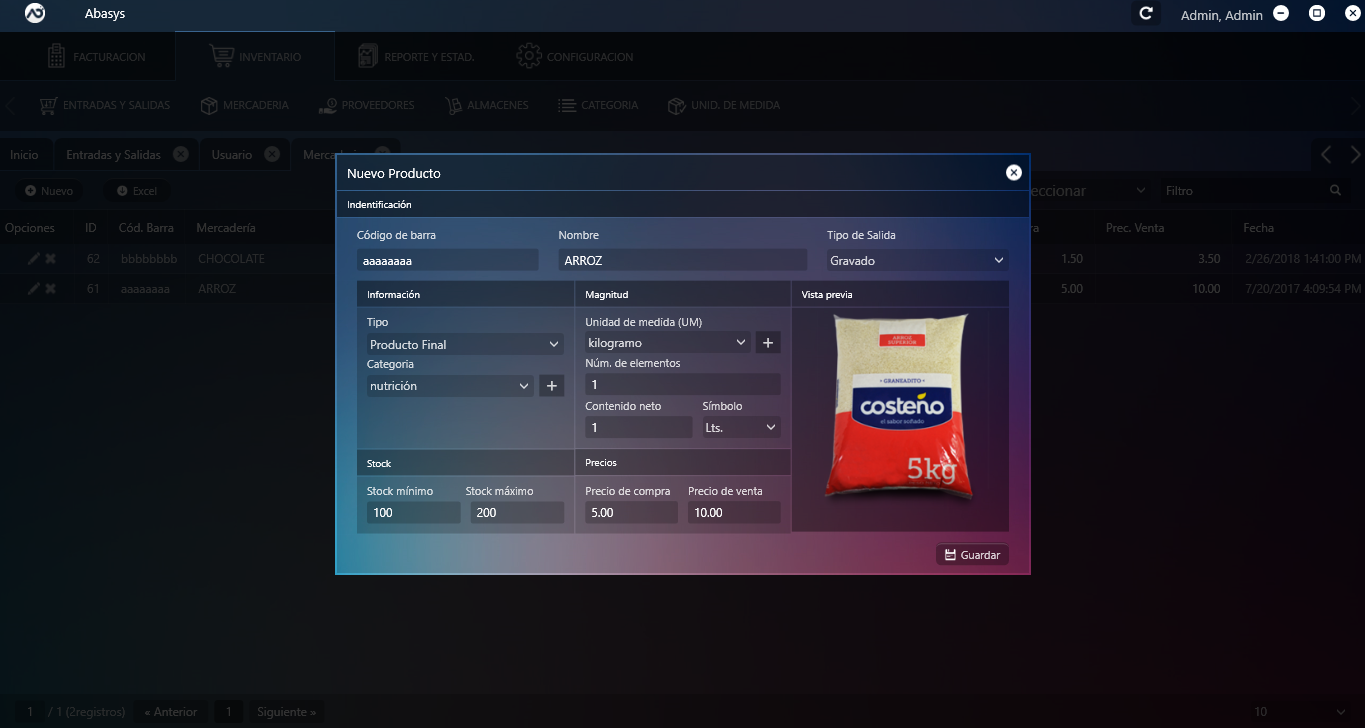 Abasys
Admin, Admin
FACTURACION
INVENTARIO
REPORTE Y ESTAD.
CONFIGURACION
ENTRADAS Y SALIDAS
MERCADERIA
PROVEEDORES
ALMACENES
CATEGORIA
UNID. DE MEDIDA
Inicio
Entradas y Salidas
Usuario
Nuevo
Excel
Filtro
Opciones
ID
Cód. Barra
Mercadería
Prec. Venta
Fecha
62
bbbbbbbb
CHOCOLATE
1.50
3.50
2/26/2018 1:41:00 PM
61
aaaaaaaa
ARROZ
5.00
10.00
7/20/2017 4:09:54 PM
Nuevo Producto
Indentificación
Código de barra
Nombre
Tipo de Salida
aaaaaaaa
ARROZ
Gravado
Información
Magnitud
Vista previa
Tipo
Producto Final
Categoria
nutrición
Unidad de medida (UM)
kilogramo
Núm. de elementos
1
Contenido neto
Símbolo
1
Lts.
ARROZ
SUPERIOR
GRANEADITO
costeño
el sabor soñado
5kg
Stock
Precios
Stock mínimo
Stock máximo
Precio de compra
Precio de venta
100
200
5.00
10.00
Guardar
1 / 1 (2registros)
« Anterior
1
Siguiente »
10